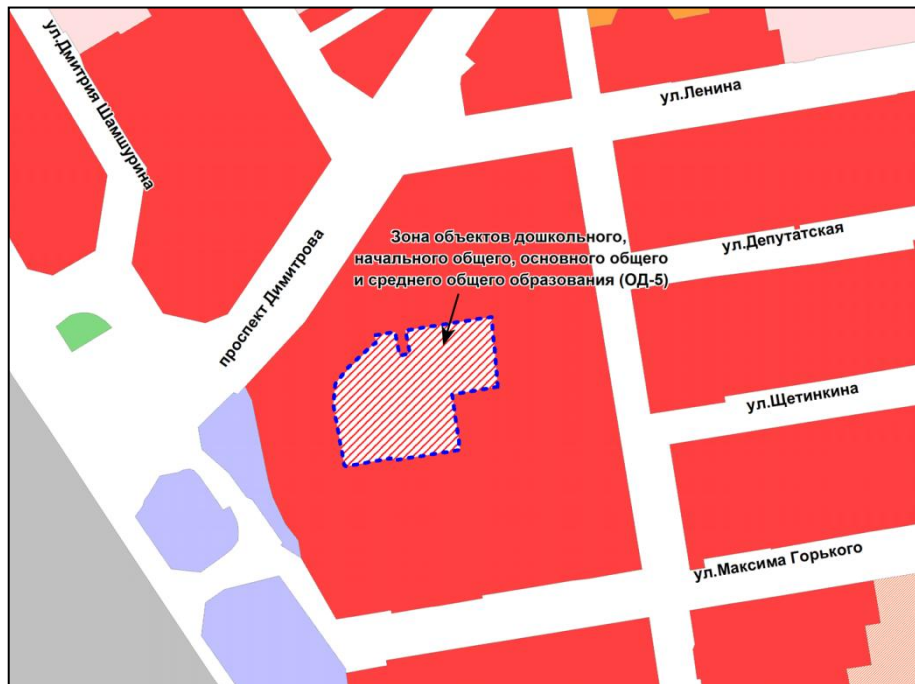 ул.Дмитрия Шамшурина
ул.Ленина
Зона объектов дошкольного,
начального общего, основного общего
и среднего общего образования (ОД-5)
ул.Депутатская
проспект Димитрова
ул.Щетинкина
ул.Максима Горького